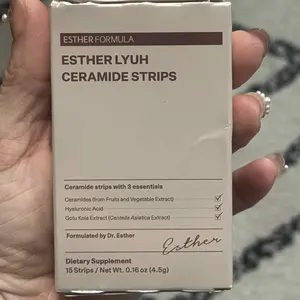 ESTHER FORMULA
ESTHER LYUH
CERAMIDE STRIPS
Ceramide strips with 3 essentials
Ceramides (from Fruits and Vegetable Extract)
Hyaluronic Acid
Gotu Kola Extract (Centella Asiatica Extract)
Formulated by Dr. Esther
Esther
Dietary Supplement
15 Strips / Net Wt. 0.16 oz (4.5g)